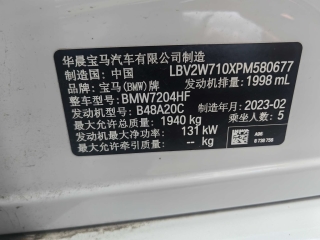 华晨宝马汽车有限公司制造
制造国：中国 LBV2W710XPM580677
品牌：宝马(BMW)牌 发动机排量：1998 mL
整车型号：BMW7204HF
发动机型号：B48A20C 制造年月：2023-02
最大允许总质量：1940 kg 乘坐人数：5
发动机最大净功率：131 kW
最大允许牵引质量：-- kg